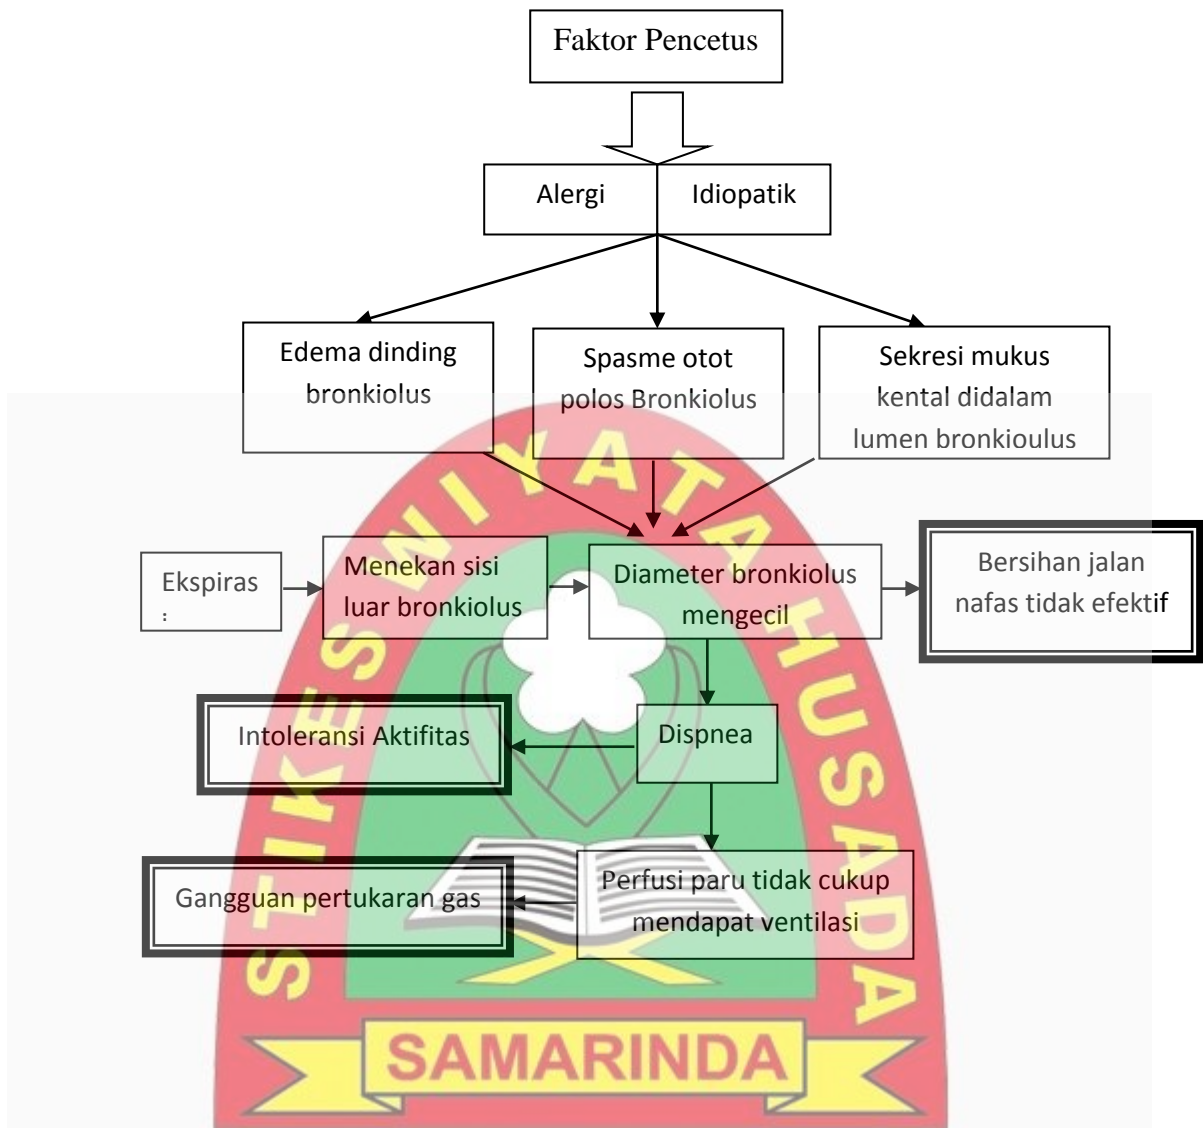 Faktor Pencetus
Alergi
Idiopatik
Edema dinding
bronkiolus
Spasme otot
polos Bronkiolus
Sekresi mukus
kental didalam
lumen bronkioulus
Ekspiras
Menekan sisi
luar bronkiolus
Diameter bronkiolus
mengecil
Bersihan jalan
nafas tidak efektif
Intoleransi Aktifitas
Dispnea
Gangguan pertukaran gas
Perfusi paru tidak cukup
mendapat ventilasi
STIKES WIYATA HUSADA
SAMARINDA